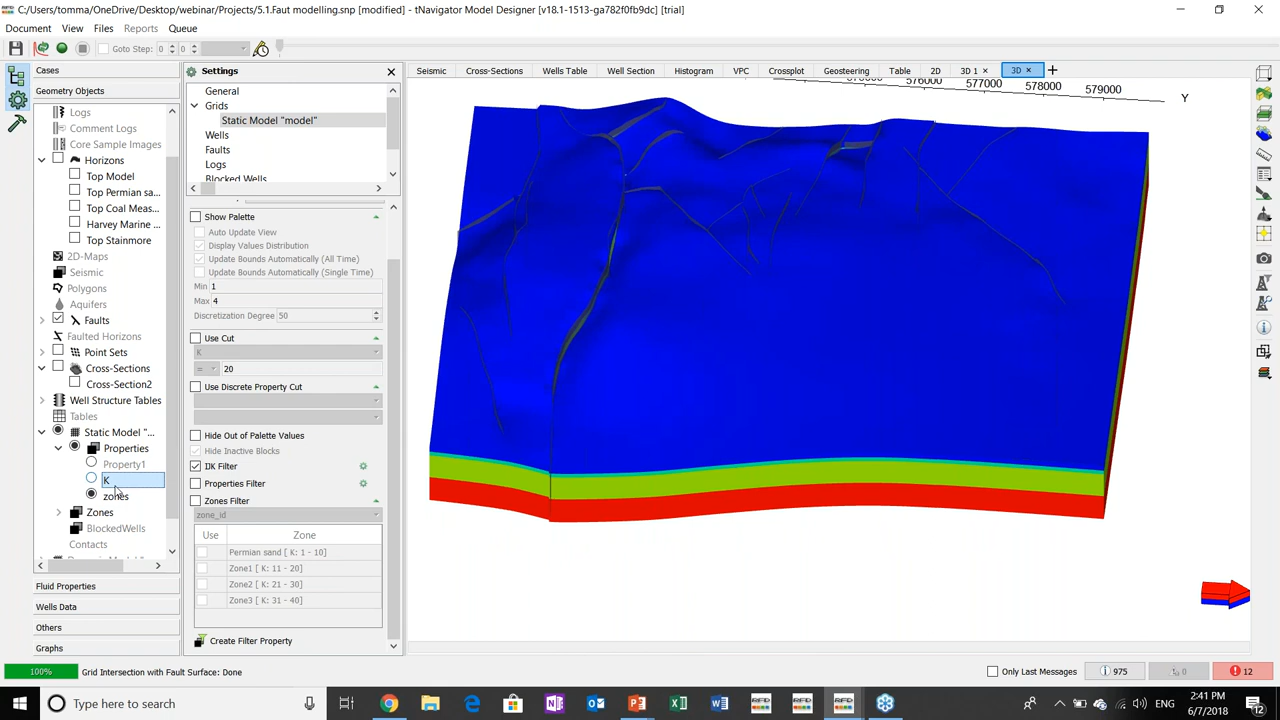 C:/Users/tomma/OneDrive/Desktop/webinar/Projects/5.1.Faut modelling.snp [modified] - tNavigator Model Designer [v18.1-1513-ga782f0fb9dc] [trial]
Document View Files Reports Queue
Goto Step: 0 / 0
Cases
Geometry Objects
Logs
Comment Logs
Core Sample Images
Horizons
Top Model
Top Permian sa...
Top Coal Meas...
Harvey Marine ...
Top Stainmore
2D-Maps
Seismic
Polygons
Aquifers
Faults
Faulted Horizons
Point Sets
Cross-Sections
Cross-Section2
Well Structure Tables
Tables
Static Model "...
Properties
Property1
K
zones
Zones
BlockedWells
Contacts
Fluid Properties
Wells Data
Others
Graphs
Settings
General
Grids
Static Model "model"
Wells
Faults
Logs
Blocked Wells
Show Palette
Auto Update View
Display Values Distribution
Update Bounds Automatically (All Time)
Update Bounds Automatically (Single Time)
Min 1
Max 4
Discretization Degree 50
Use Cut
K
= 20
Use Discrete Property Cut
Hide Out of Palette Values
Hide Inactive Blocks
IJK Filter
Properties Filter
Zones Filter
zone_id
Use Zone
Permian sand [ K: 1 - 10]
Zone1 [ K: 11 - 20]
Zone2 [ K: 21 - 30]
Zone3 [ K: 31 - 40]
Create Filter Property
Seismic Cross-Sections Wells Table Well Section Histogram VPC Crossplot Geosteering Table 2D 3D 1 3D
576000 577000 578000 579000 Y
100% Grid Intersection with Fault Surface: Done
Only Last Messages 975 0 12
Type here to search
ENG
2:41 PM
6/7/2018